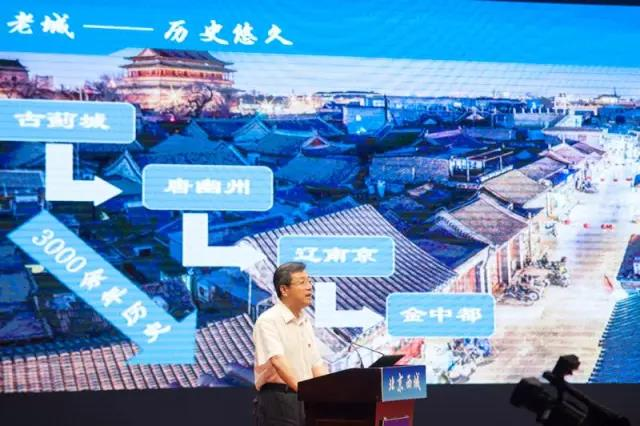 老城——历史悠久
古蓟城
唐幽州
辽南京
金中都
3000余年历史
北京西城